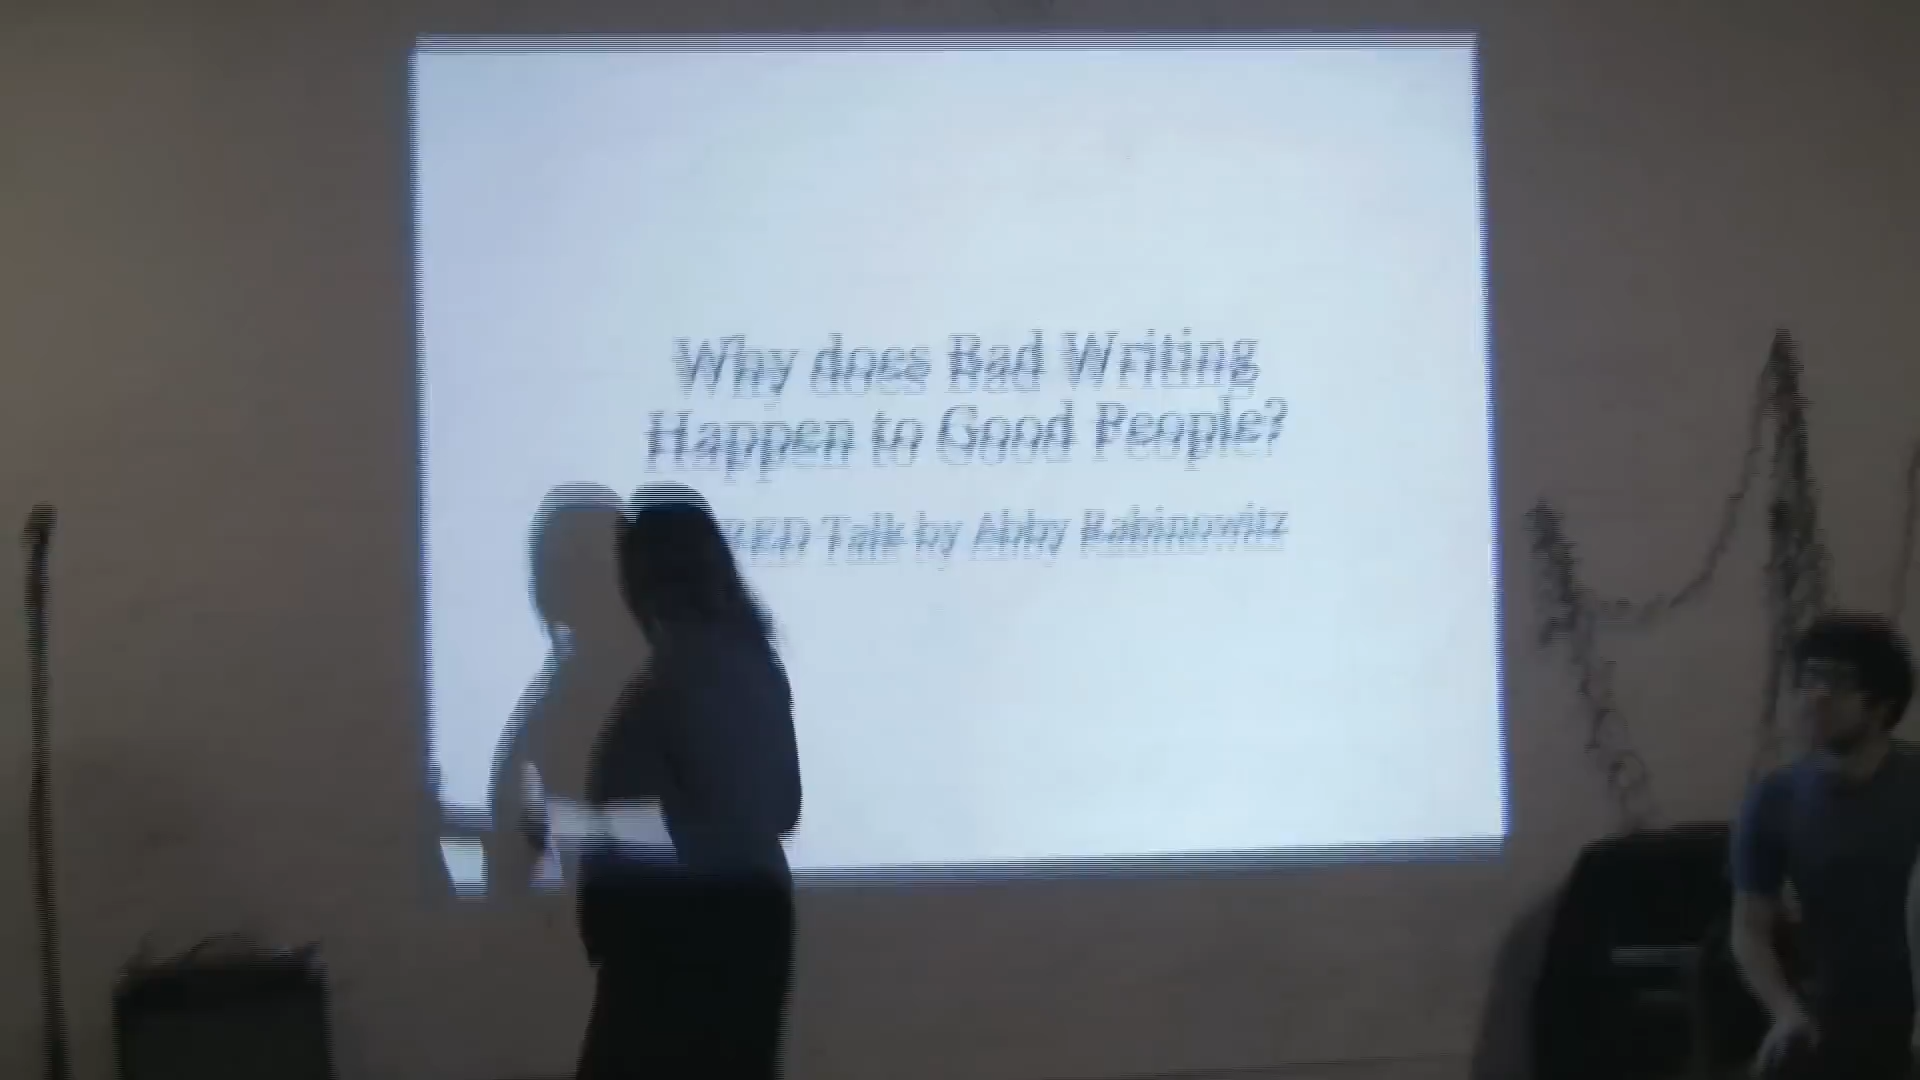 Why does Bad Writing
Happen to Good People?
Talk by Abby Rabinowitz